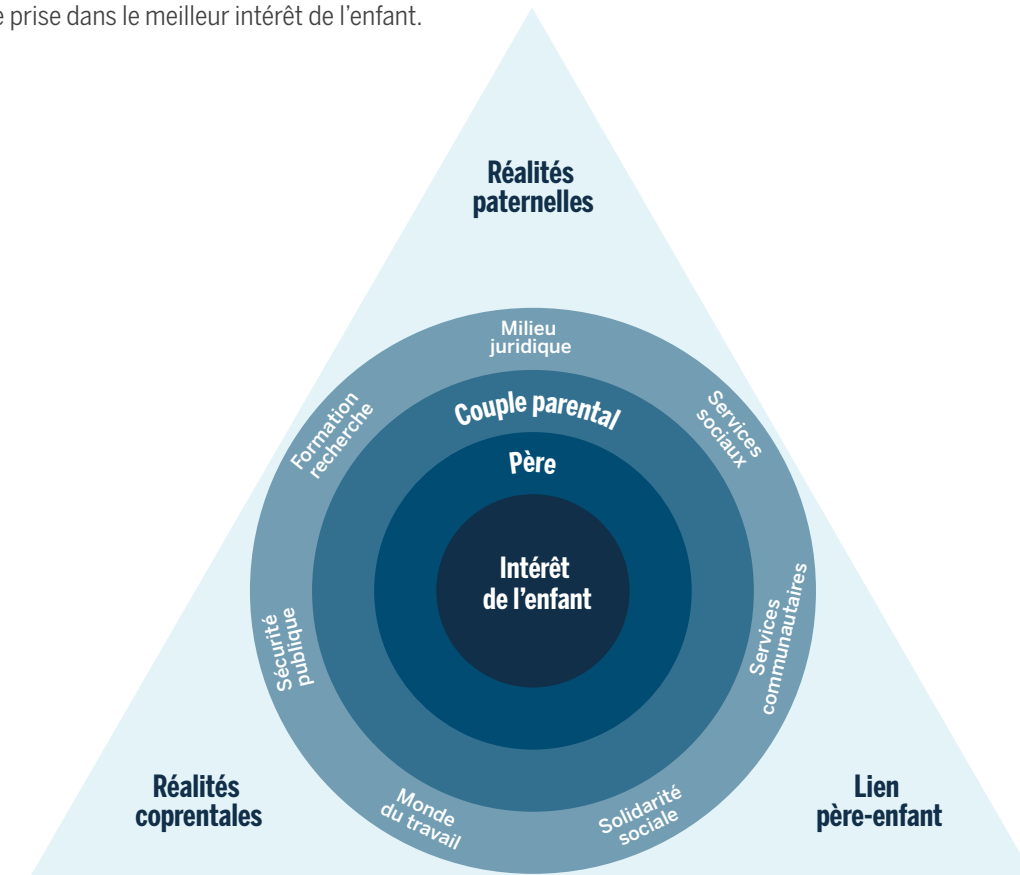 e prise dans le meilleur intérêt de l'enfant.
Réalités
paternelles
Milieu
juridique
Formation
recherche
Services
sociaux
Couple parental
Père
Intérêt
de l'enfant
Sécurité
publique
Services
communautaires
Réalités
coprentales
Monde
du travail
Solidarité
sociale
Lien
père-enfant